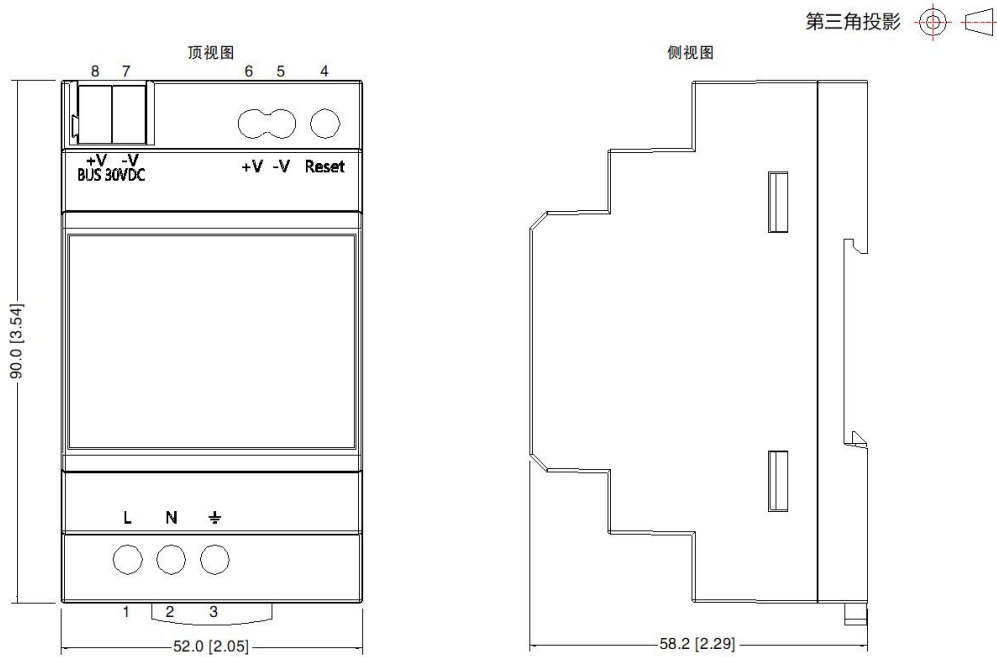 第三角投影
顶视图
侧视图
8 7 6 5 4
+V -V
BUS 30VDC
+V -V Reset
90.0 [3.54]
L N
1 2 3
52.0 [2.05]
58.2 [2.29]